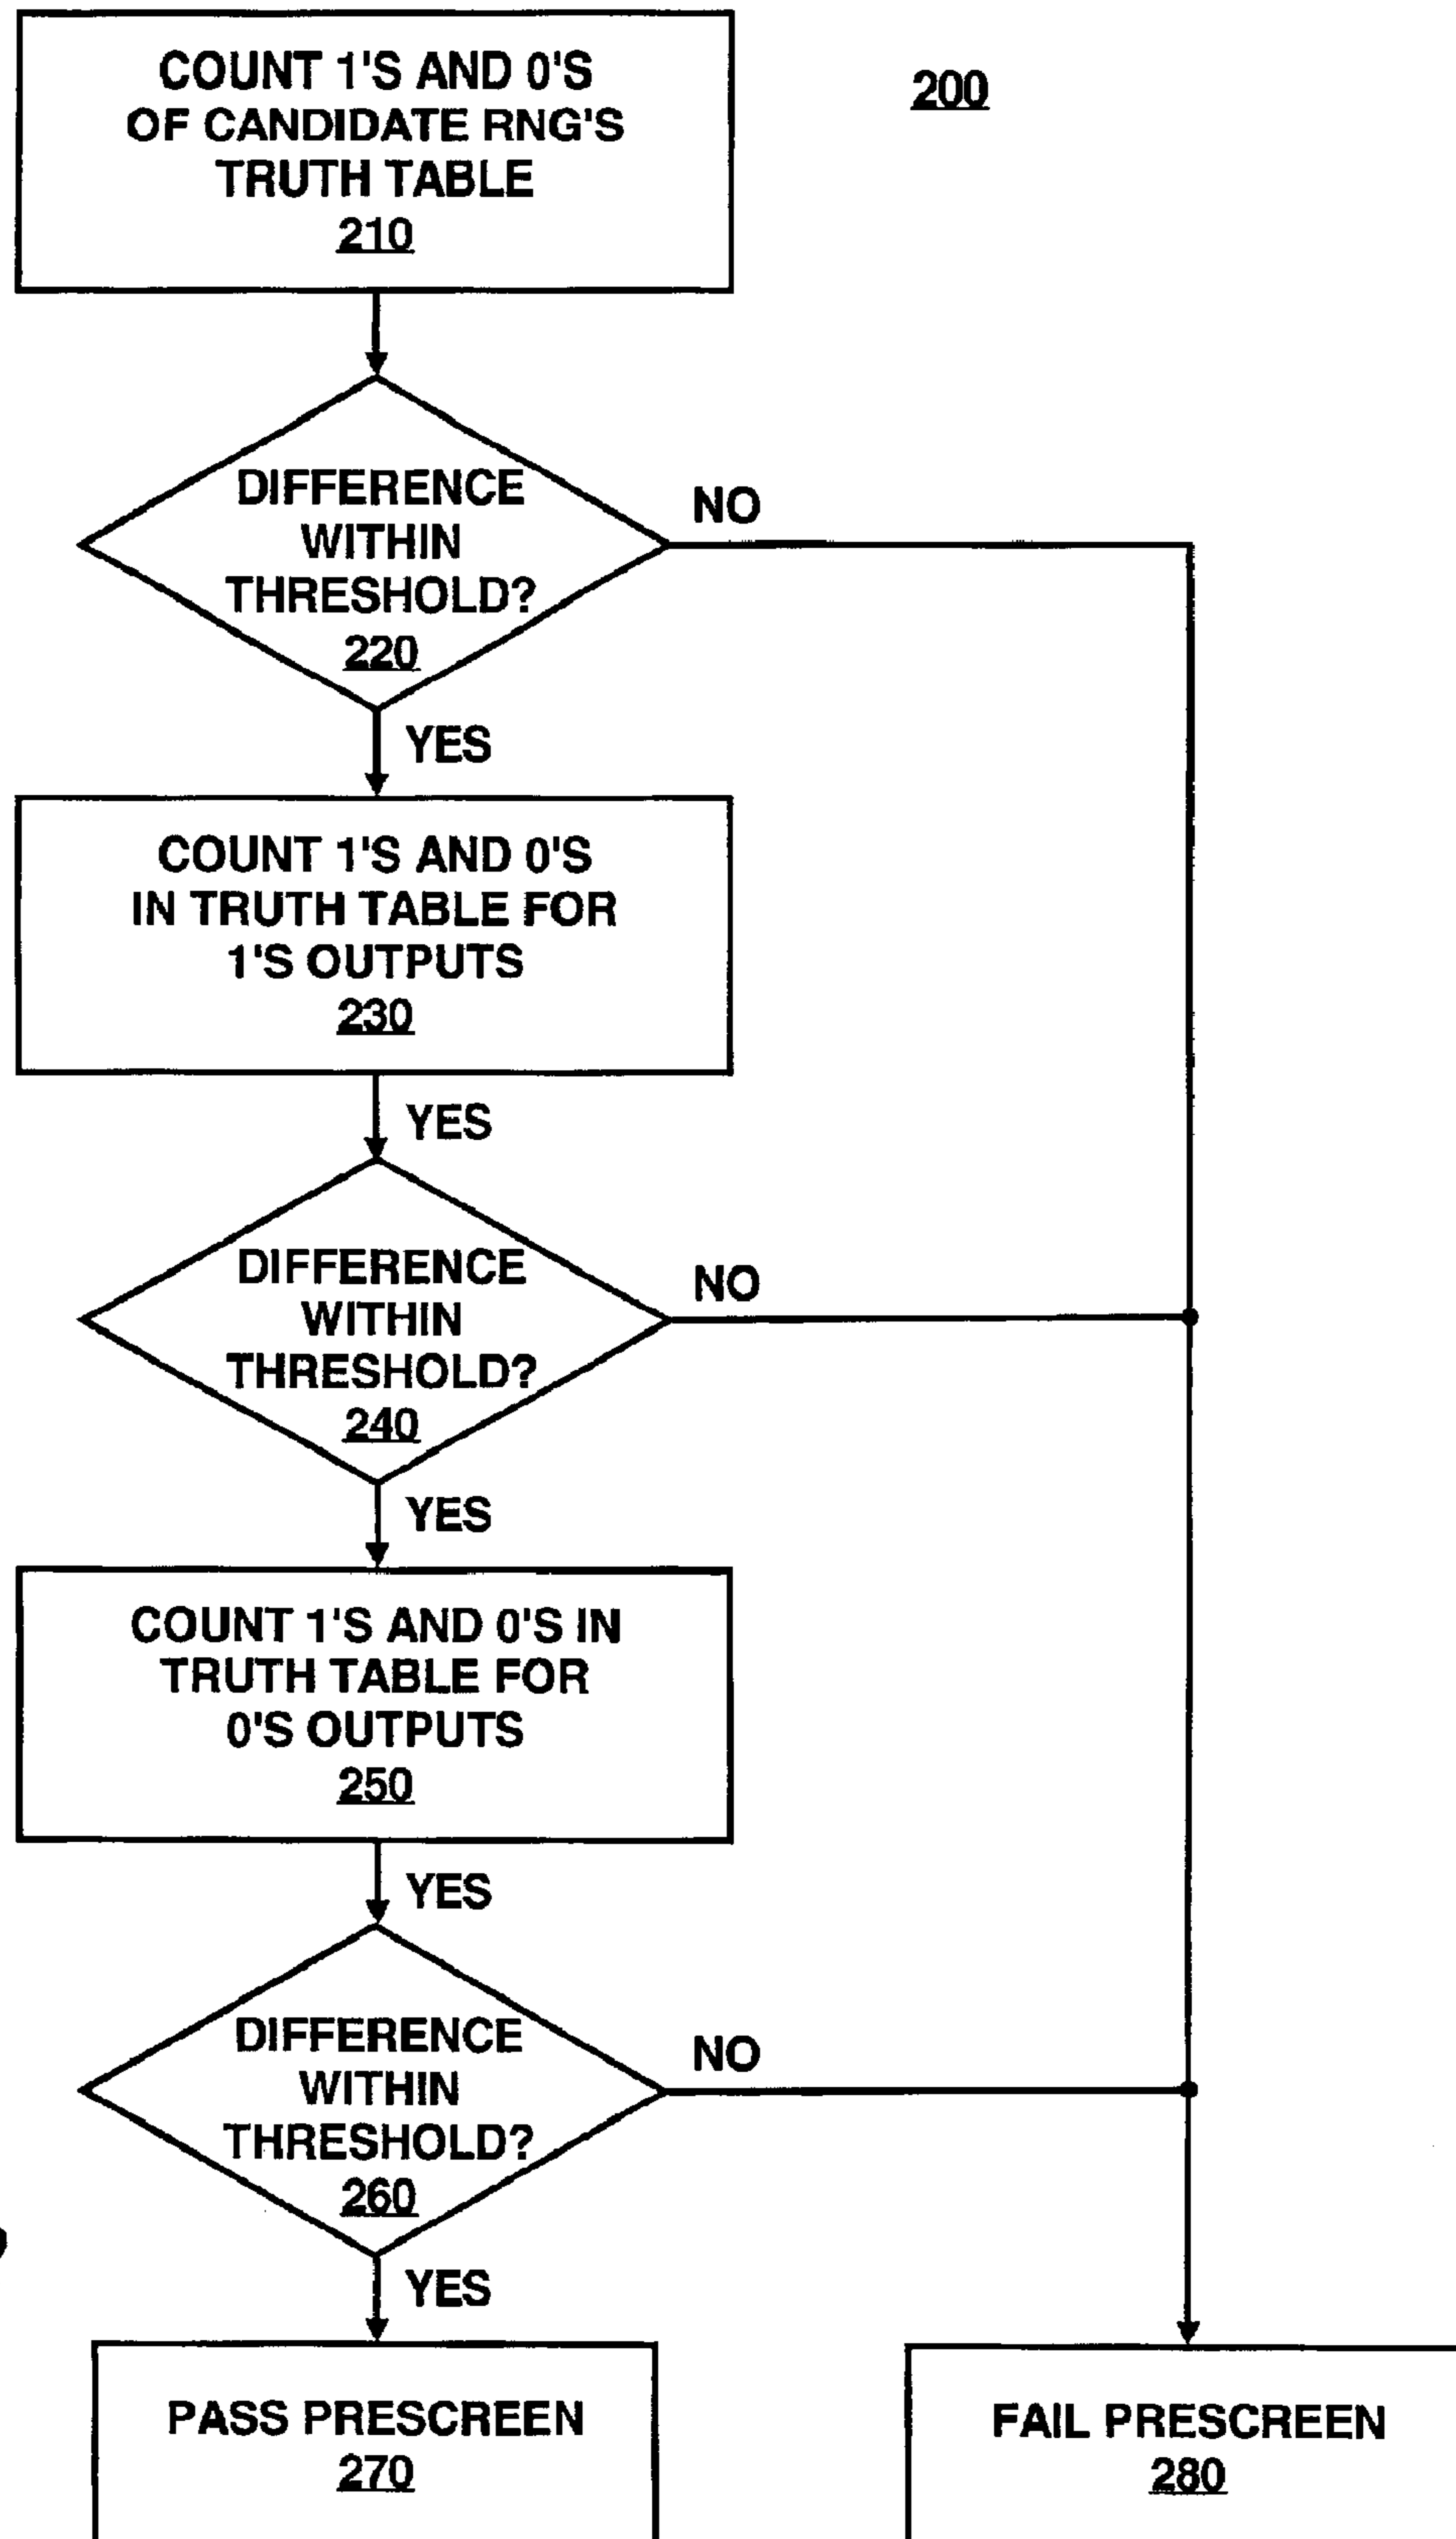 COUNT 1'S AND 0'S
OF CANDIDATE RNG'S
TRUTH TABLE
210
200
DIFFERENCE
WITHIN
THRESHOLD?
220
NO
YES
COUNT 1'S AND 0'S
IN TRUTH TABLE FOR
1'S OUTPUTS
230
YES
DIFFERENCE
WITHIN
THRESHOLD?
240
NO
YES
COUNT 1'S AND 0'S IN
TRUTH TABLE FOR
0'S OUTPUTS
250
YES
DIFFERENCE
WITHIN
THRESHOLD?
260
NO
YES
PASS PRESCREEN
270
FAIL PRESCREEN
280